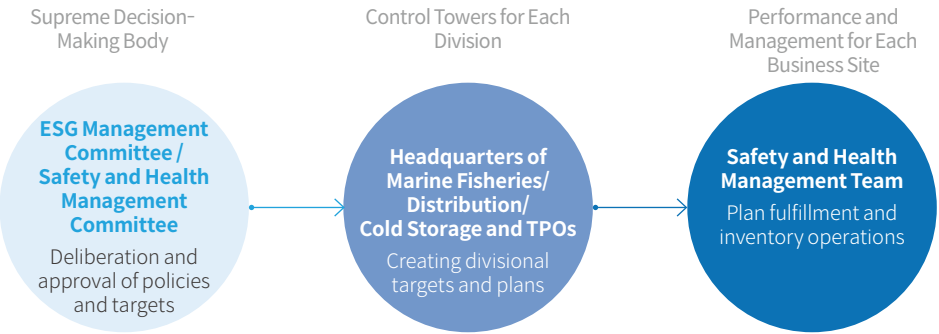 Supreme Decision-
Making Body
ESG Management
Committee /
Safety and Health
Management
Committee
Deliberation and
approval of policies
and targets
Control Towers for Each
Division
Headquarters of
Marine Fisheries/
Distribution/
Cold Storage and TPOs
Creating divisional
targets and plans
Performance and
Management for Each
Business Site
Safety and Health
Management Team
Plan fulfillment and
inventory operations